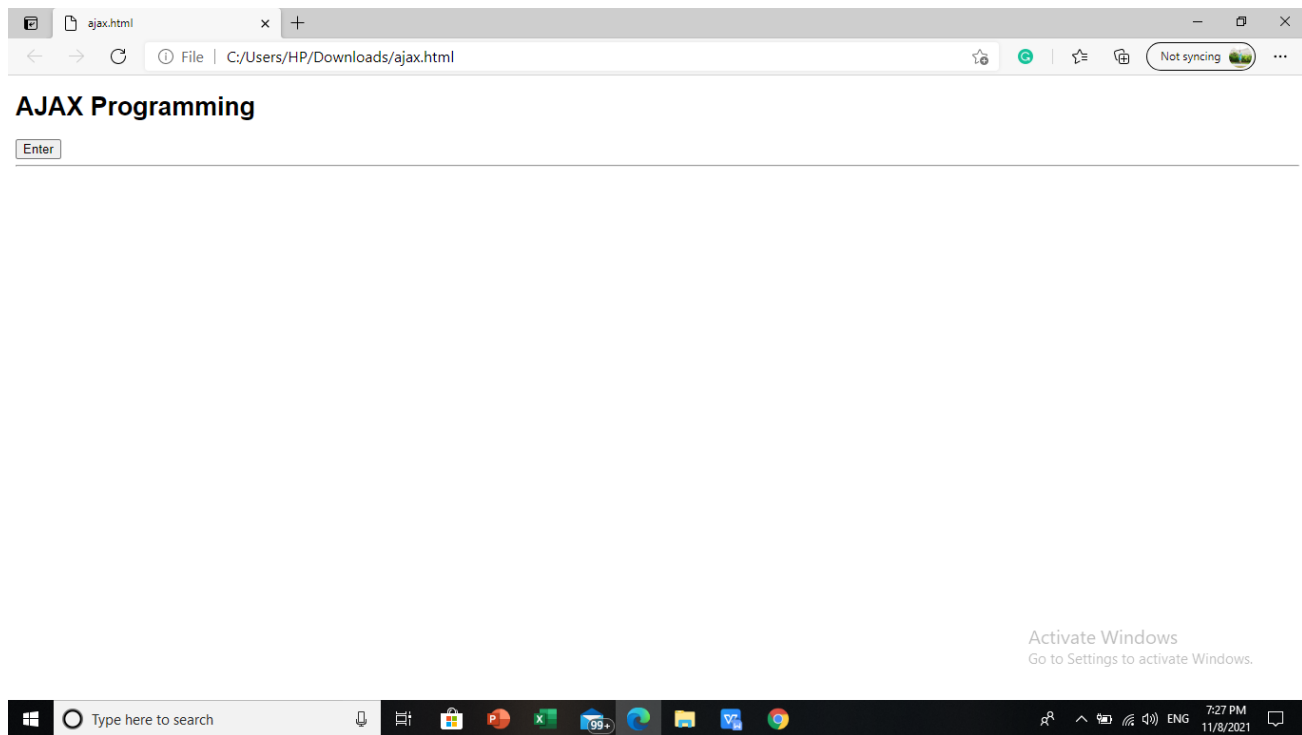 ajax.html
File | C:/Users/HP/Downloads/ajax.html
Not syncing
AJAX Programming
Enter
Activate Windows
Go to Settings to activate Windows.
Type here to search
99+
ENG
7:27 PM
11/8/2021